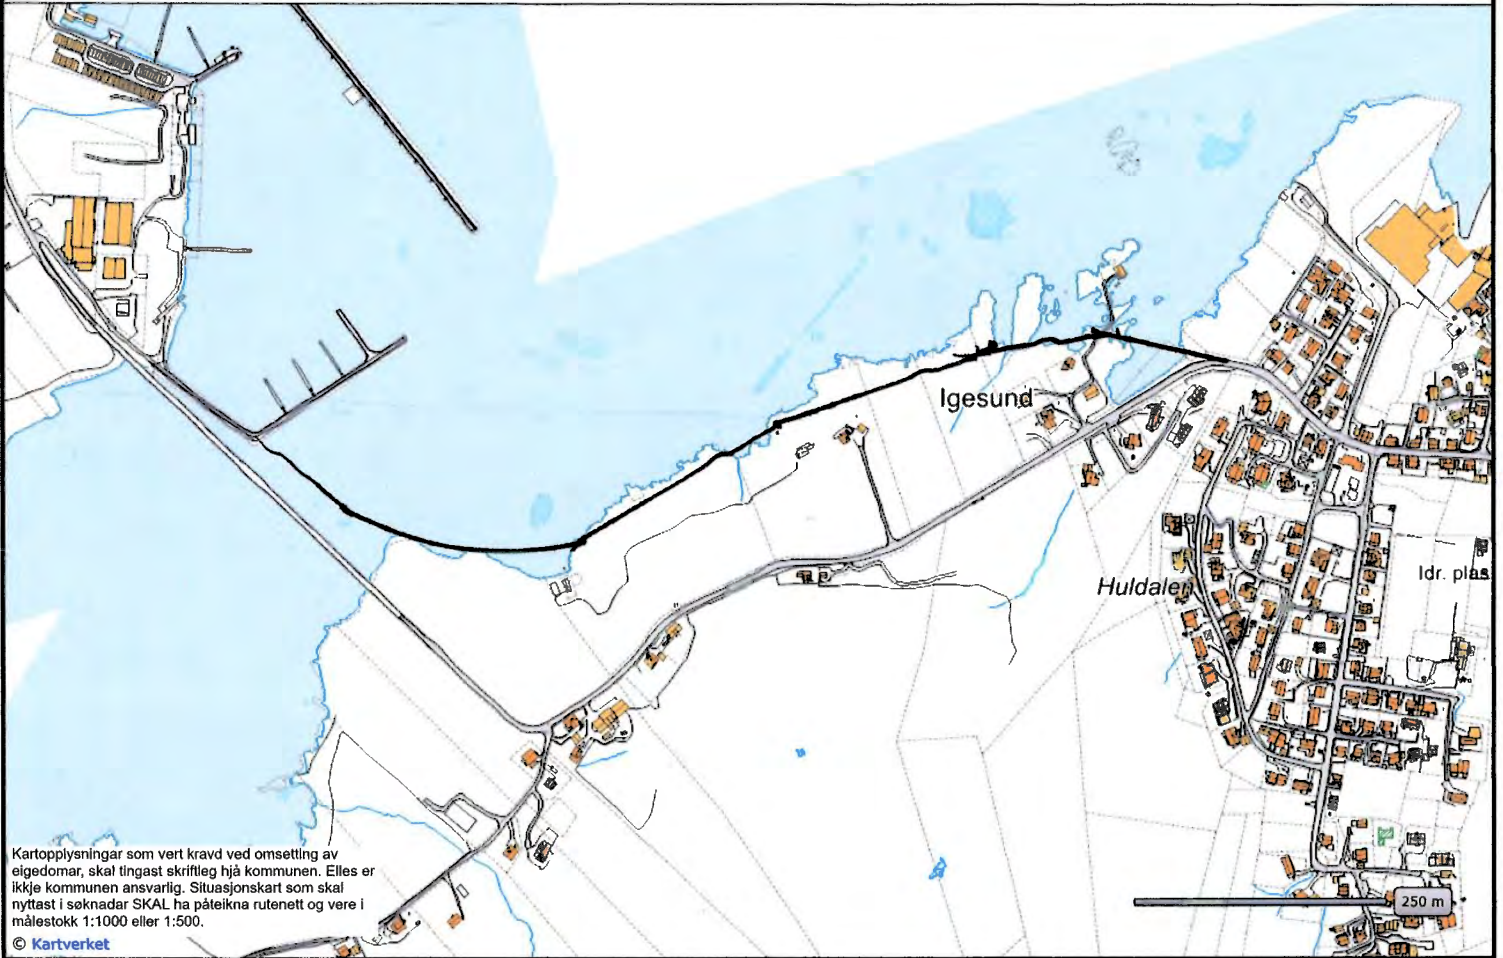 Igesund
Huldalen
Idr. plas
Kartopplysningar som vert kravd ved omsetting av
eigedomar, skal tingast skriftleg hjå kommunen. Elles er
ikkje kommunen ansvarlig. Situasjonskart som skal
nyttast i søknadar SKAL ha påteikna rutenett og vere i
målestokk 1:1000 eller 1:500.
© Kartverket
250 m